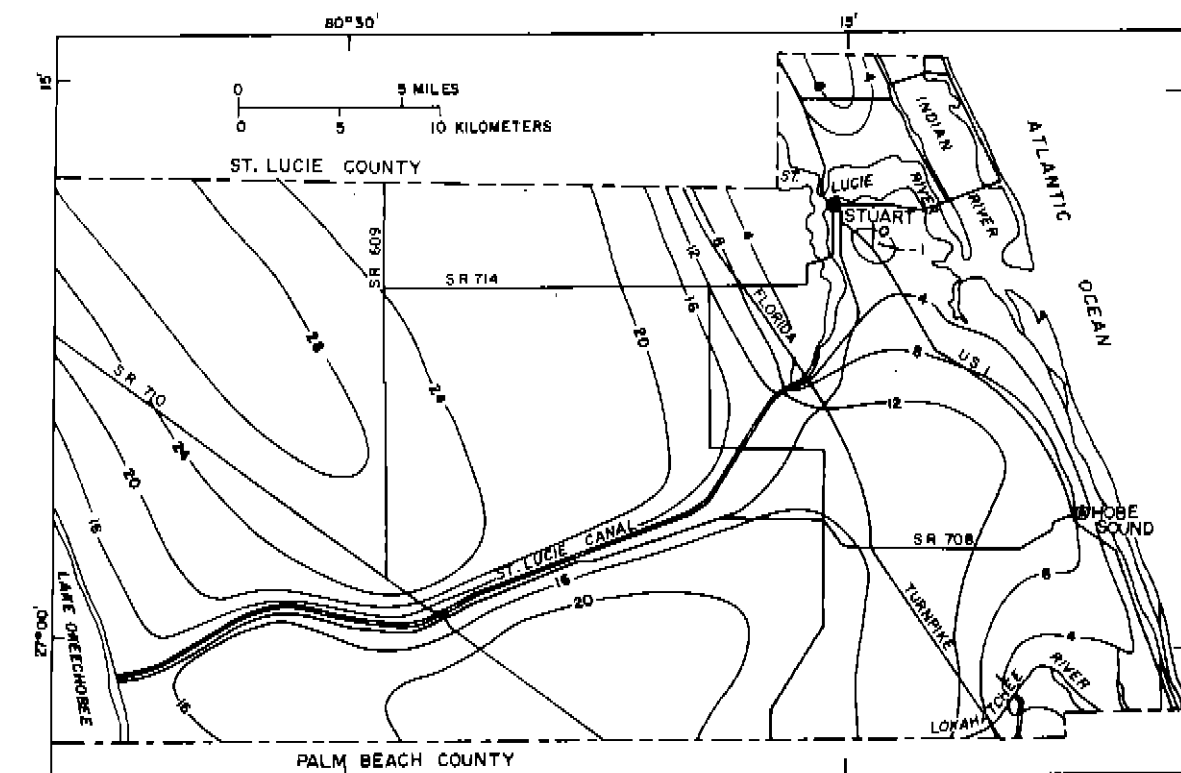 80°30'
15'
15'
0 5 MILES
0 5 10 KILOMETERS
ST. LUCIE COUNTY
4
INDIAN
RIVER
ATLANTIC
OCEAN
ST. LUCIE RIVER
STUART
0
SR 609
SR 714
FLORIDA
TURNPIKE
4
8
12
16
20
24
28
4
4
US 1
8
12
SR 710
24
20
16
HOBE
SOUND
ST. LUCIE CANAL
SR 708
16
20
16
27°00'
LAKE OKEECHOBEE
4
LOXAHATCHEE
RIVER
PALM BEACH COUNTY